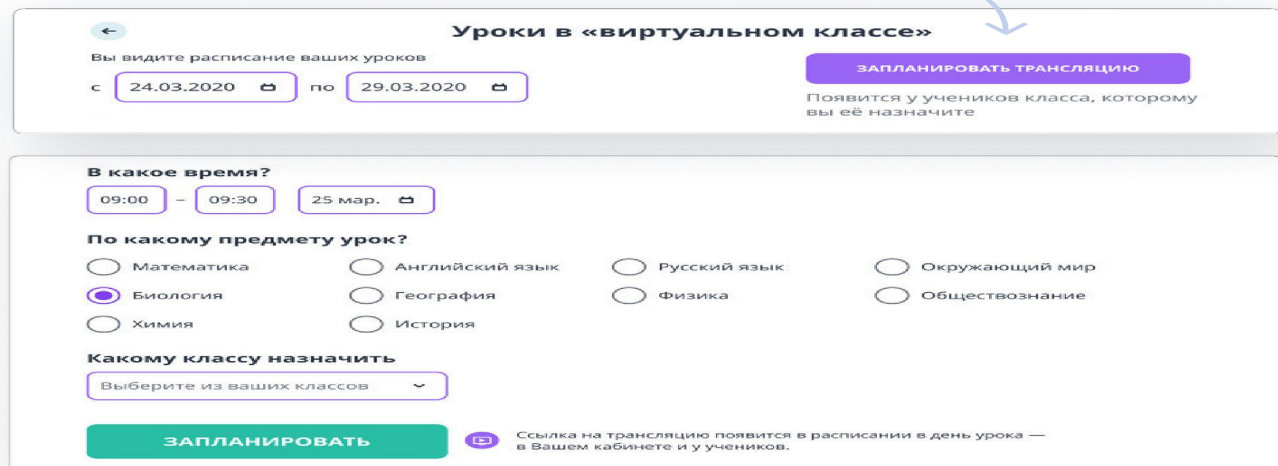 Уроки в «виртуальном классе»
Вы видите расписание ваших уроков
с 24.03.2020 по 29.03.2020
ЗАПЛАНИРОВАТЬ ТРАНСЛЯЦИЮ
Появится у учеников класса, которому
вы её назначите
В какое время?
09:00 – 09:30 25 мар.
По какому предмету урок?
Математика Английский язык Русский язык Окружающий мир
Биология География Физика Обществознание
Химия История
Какому классу назначить
Выберите из ваших классов
ЗАПЛАНИРОВАТЬ
Ссылка на трансляцию появится в расписании в день урока —
в Вашем кабинете и у учеников.